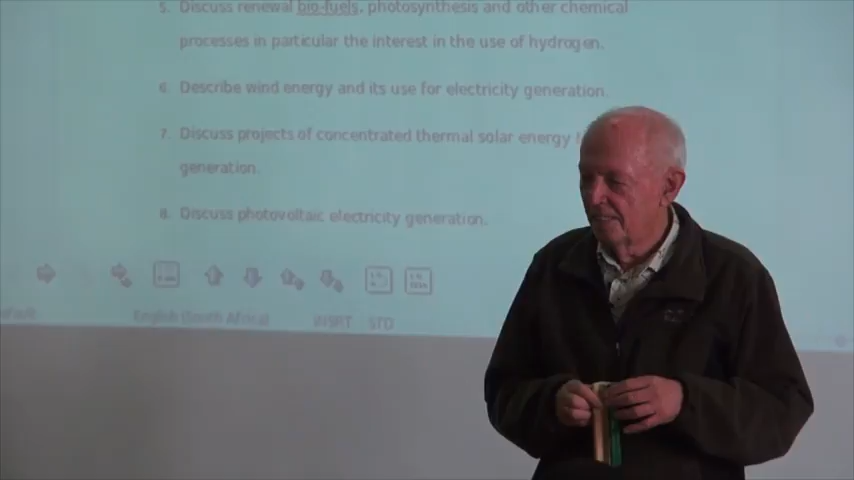 5. Discuss renewal bio-fuels, photosynthesis and other chemical
processes in particular the interest in the use of hydrogen.
6. Describe wind energy and its use for electricity generation.
7. Discuss projects of concentrated thermal solar energy
generation.
8. Discuss photovoltaic electricity generation.
English (South Africa) INSRT STD